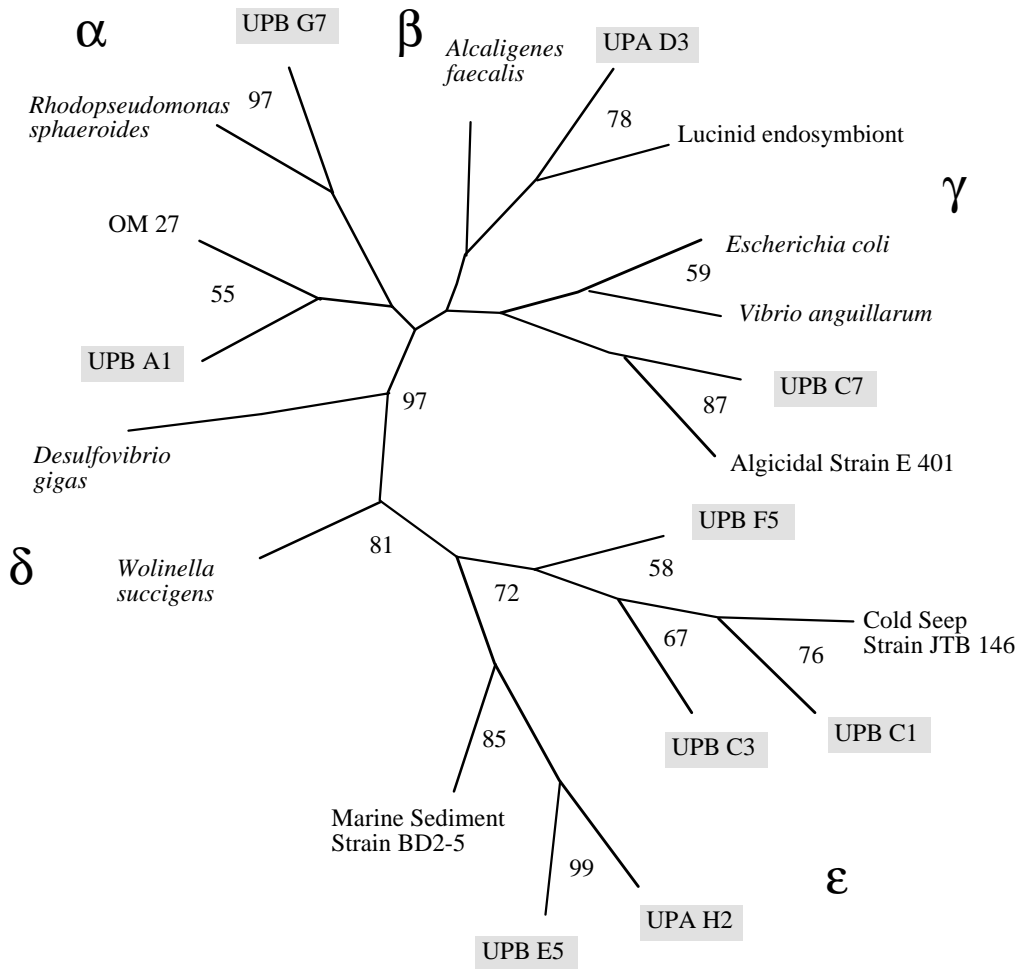 α
UPB G7
β
Alcaligenes
faecalis
UPA D3
Rhodopseudomonas
sphaeroides
97
78
Lucinid endosymbiont
γ
OM 27
Escherichia coli
59
55
Vibrio anguillarum
UPB A1
UPB C7
97
87
Desulfovibrio
gigas
Algicidal Strain E 401
UPB F5
δ
Wolinella
succigens
81
58
72
Cold Seep
Strain JTB 146
67
76
UPB C3
UPB C1
85
Marine Sediment
Strain BD2-5
99
ε
UPA H2
UPB E5